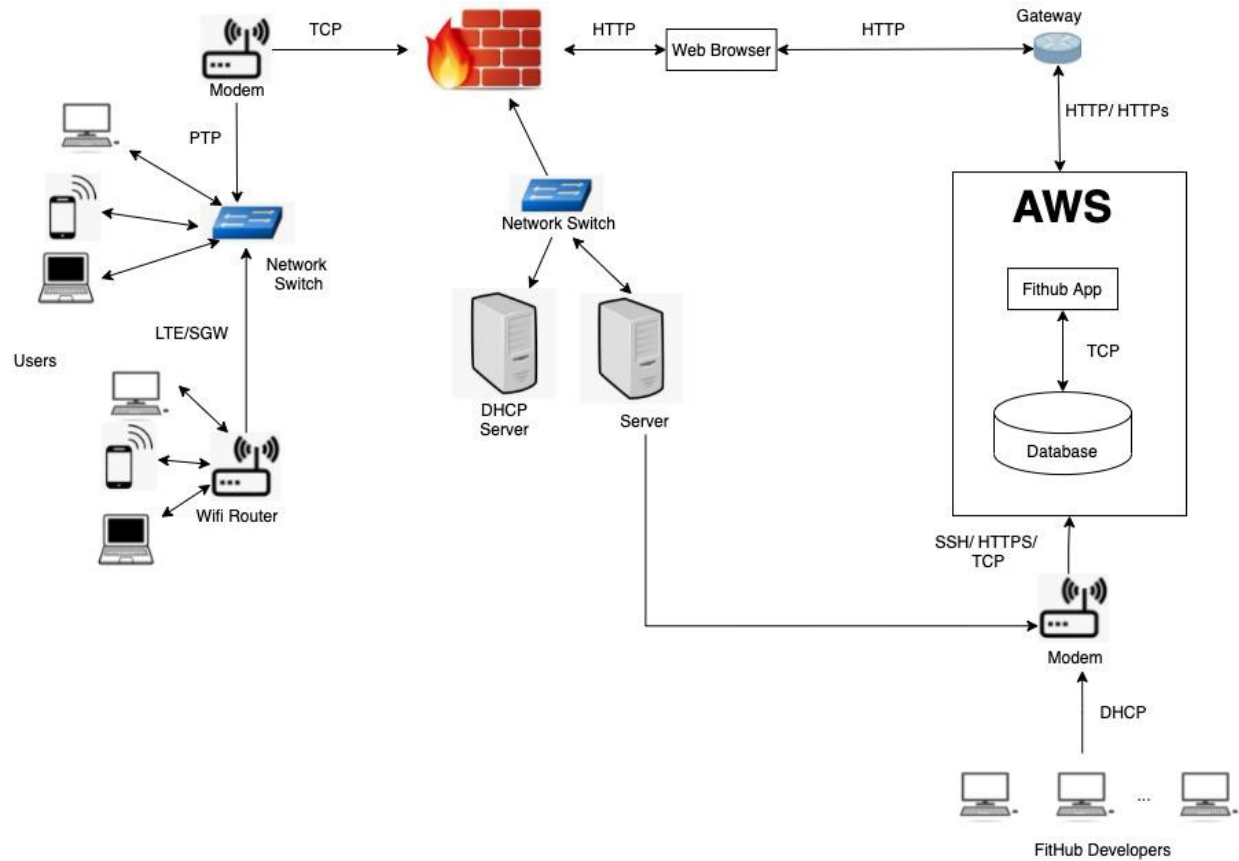 TCP
HTTP
Web Browser
HTTP
Gateway
Modem
PTP
HTTP/ HTTPs
AWS
Network Switch
Network
Switch
Fithub App
LTE/SGW
TCP
Users
DHCP
Server
Server
Database
Wifi Router
SSH/ HTTPS/
TCP
Modem
DHCP
...
FitHub Developers